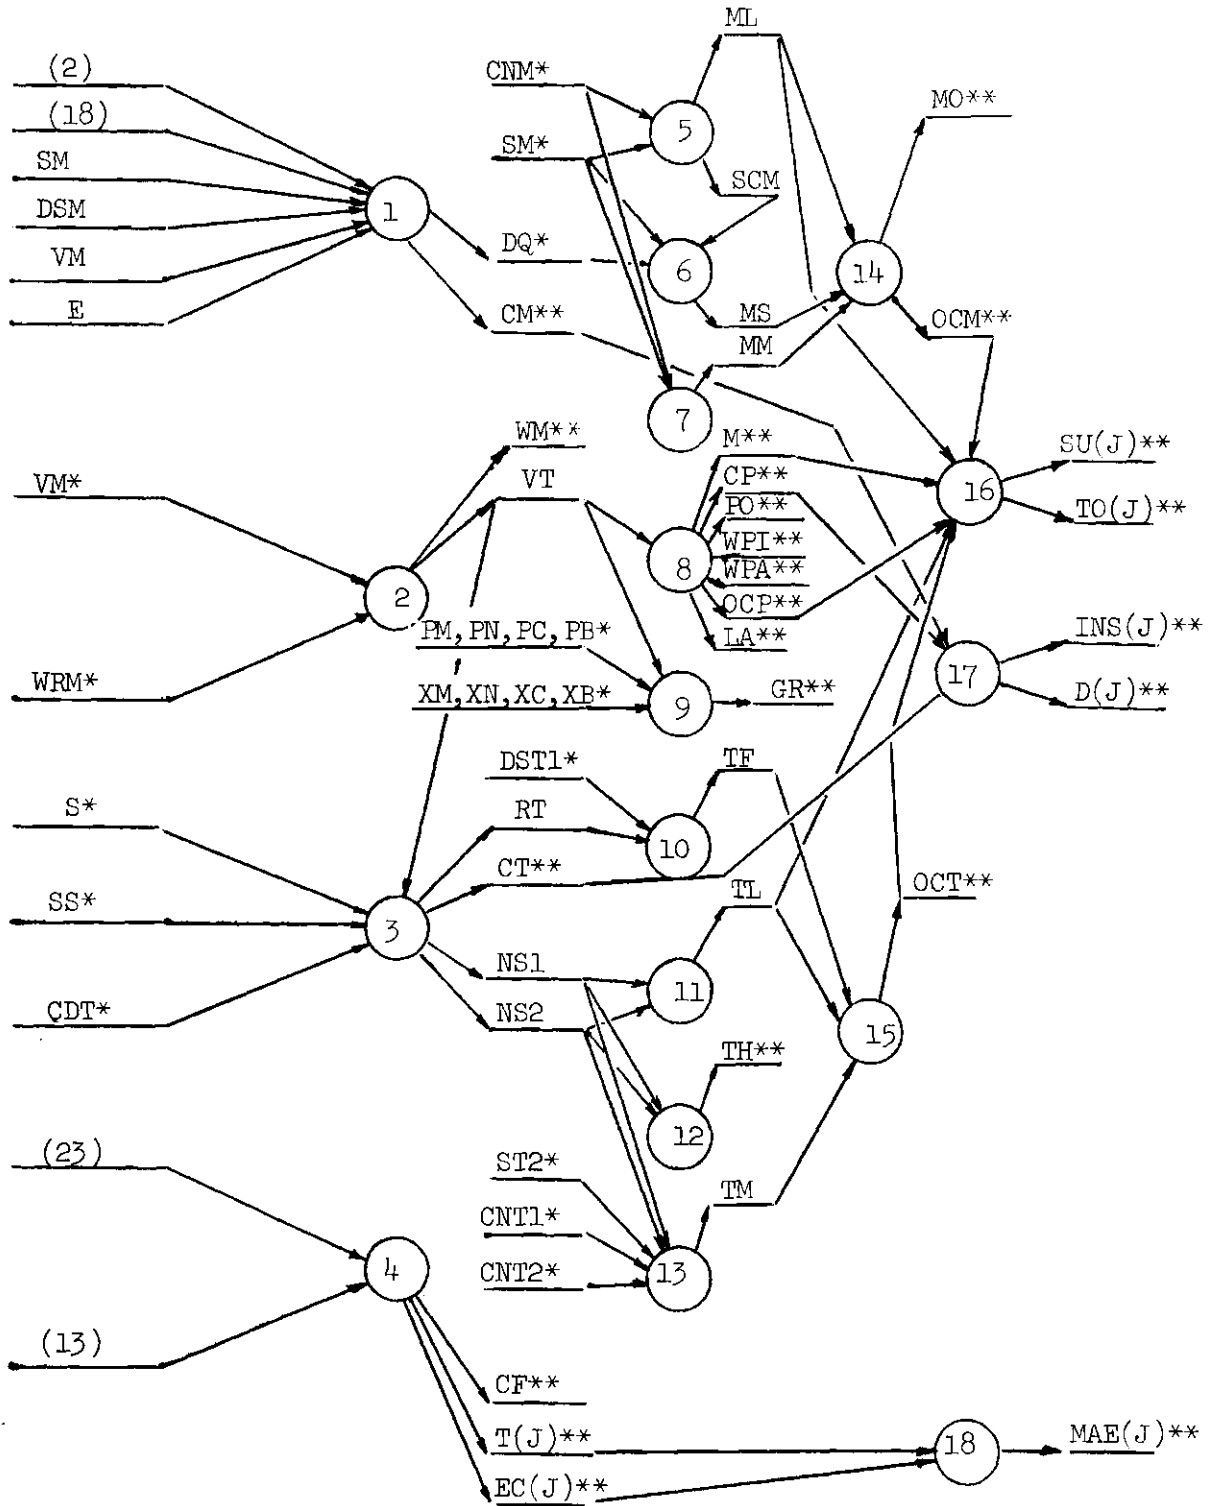 (2)
(18)
SM
DSM
VM
E
1
DQ*
CM**
CNM*
SM*
5
ML
SCM
6
MS
MM
7
14
MO**
OCM**
VM*
WRM*
2
WM**
VT
8
M**
CP**
PO**
WPI**
WPA**
OCP**
LA**
PM,PN,PC,PB*
XM,XN,XC,XB*
9
GR**
16
SU(J)**
TO(J)**
17
INS(J)**
D(J)**
S*
SS*
CDT*
3
DST1*
RT
CT**
NS1
NS2
10
TF
11
TL
12
TH**
ST2*
CNT1*
CNT2*
13
TM
15
OCT**
(23)
(13)
4
CF**
T(J)**
EC(J)**
18
MAE(J)**